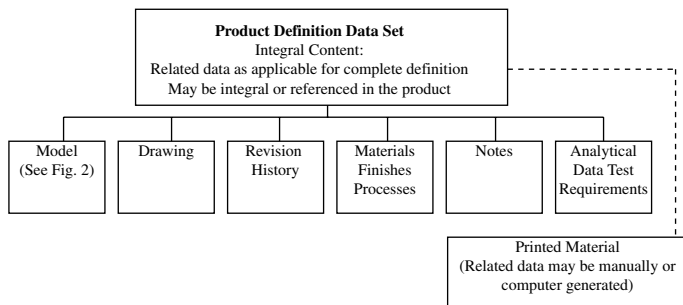 Product Definition Data Set
Integral Content:
Related data as applicable for complete definition
May be integral or referenced in the product
Model
(See Fig. 2)
Drawing
Revision
History
Materials
Finishes
Processes
Notes
Analytical
Data Test
Requirements
Printed Material
(Related data may be manually or
computer generated)